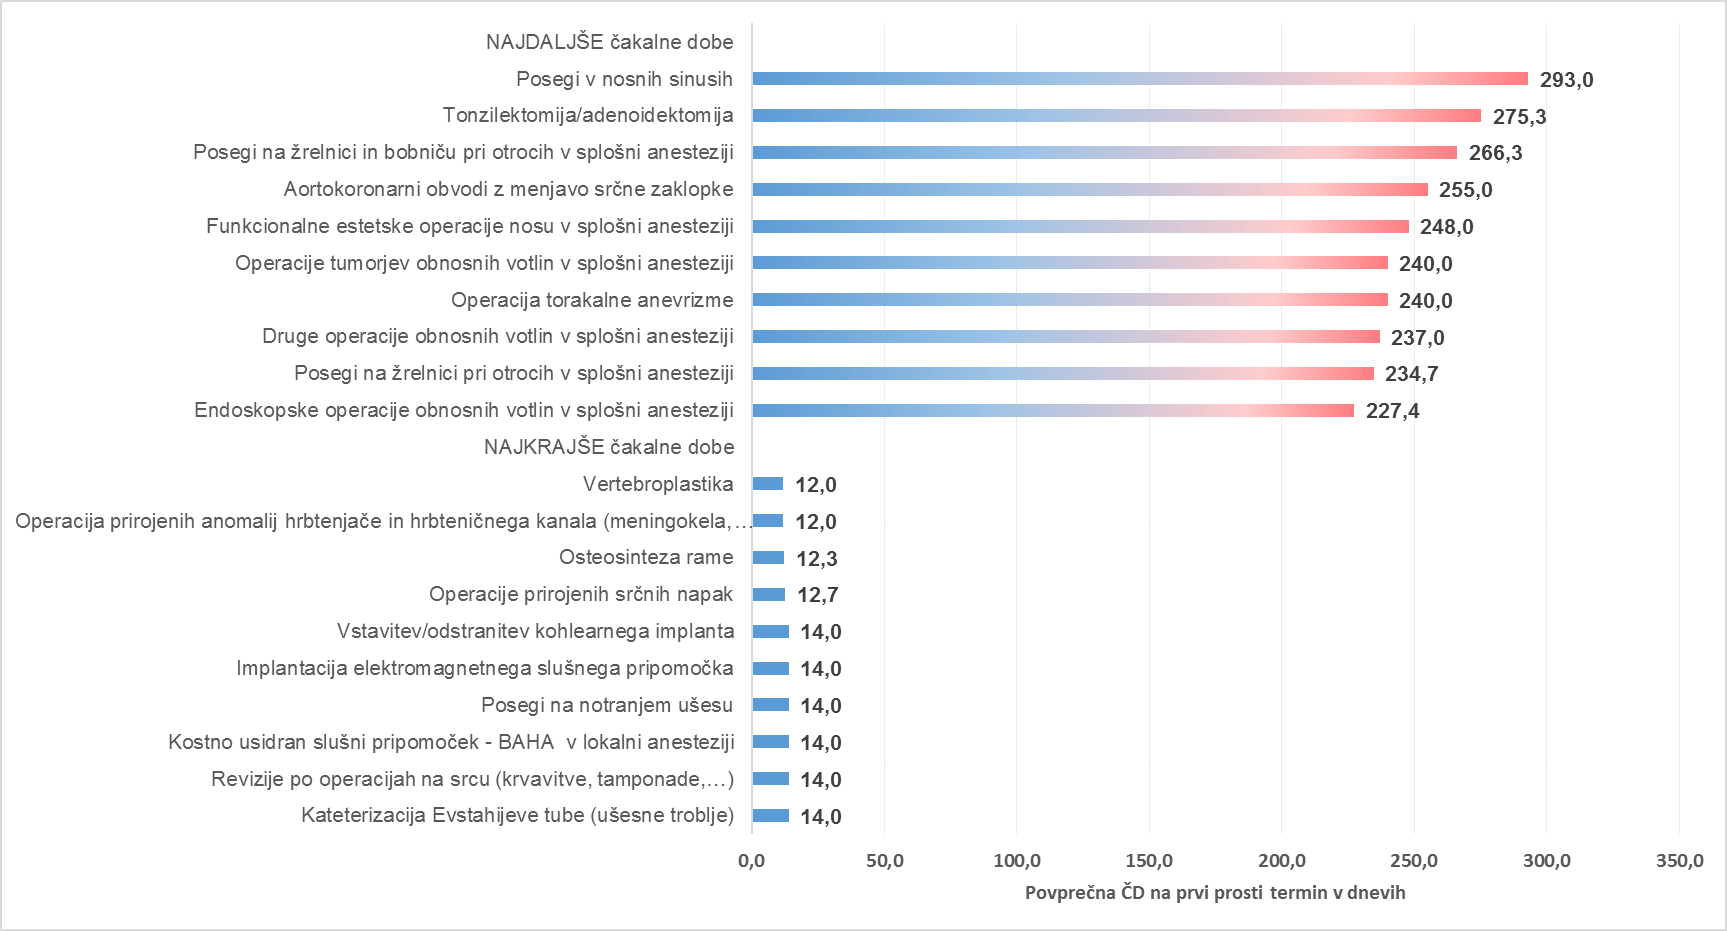 NAJDALJŠE čakalne dobe
Posegi v nosnih sinusih 293,0
Tonzilektomija/adenoidektomija 275,3
Posegi na žrelnici in bobniču pri otrocih v splošni anesteziji 266,3
Aortokoronarni obvodi z menjavo srčne zaklopke 255,0
Funkcionalne estetske operacije nosu v splošni anesteziji 248,0
Operacije tumorjev obnosnih votlin v splošni anesteziji 240,0
Operacija torakalne anevrizme 240,0
Druge operacije obnosnih votlin v splošni anesteziji 237,0
Posegi na žrelnici pri otrocih v splošni anesteziji 234,7
Endoskopske operacije obnosnih votlin v splošni anesteziji 227,4
NAJKRAJŠE čakalne dobe
Vertebroplastika 12,0
Operacija prirojenih anomalij hrbtenjače in hrbteničnega kanala (meningokela,… 12,0
Osteosinteza rame 12,3
Operacije prirojenih srčnih napak 12,7
Vstavitev/odstranitev kohlearnega implanta 14,0
Implantacija elektromagnetnega slušnega pripomočka 14,0
Posegi na notranjem ušesu 14,0
Kostno usidran slušni pripomoček - BAHA  v lokalni anesteziji 14,0
Revizije po operacijah na srcu (krvavitve, tamponade,…) 14,0
Kateterizacija Evstahijeve tube (ušesne troblje) 14,0
0,0 50,0 100,0 150,0 200,0 250,0 300,0 350,0
Povprečna ČD na prvi prosti termin v dnevih